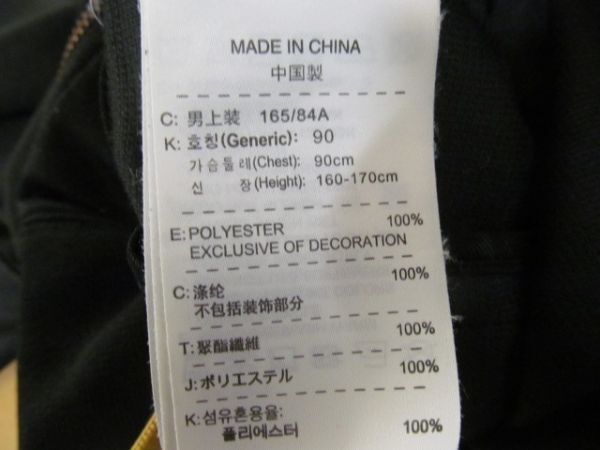 MADE IN CHINA
中国製
C: 男上装 165/84A
K: 호칭(Generic): 90
가슴둘레(Chest): 90cm
신 장(Height): 160-170cm
E: POLYESTER 100%
EXCLUSIVE OF DECORATION
C: 涤纶 100%
不包括装饰部分
T: 聚酯纖維 100%
J: ポリエステル 100%
K: 섬유혼용율:
폴리에스터 100%